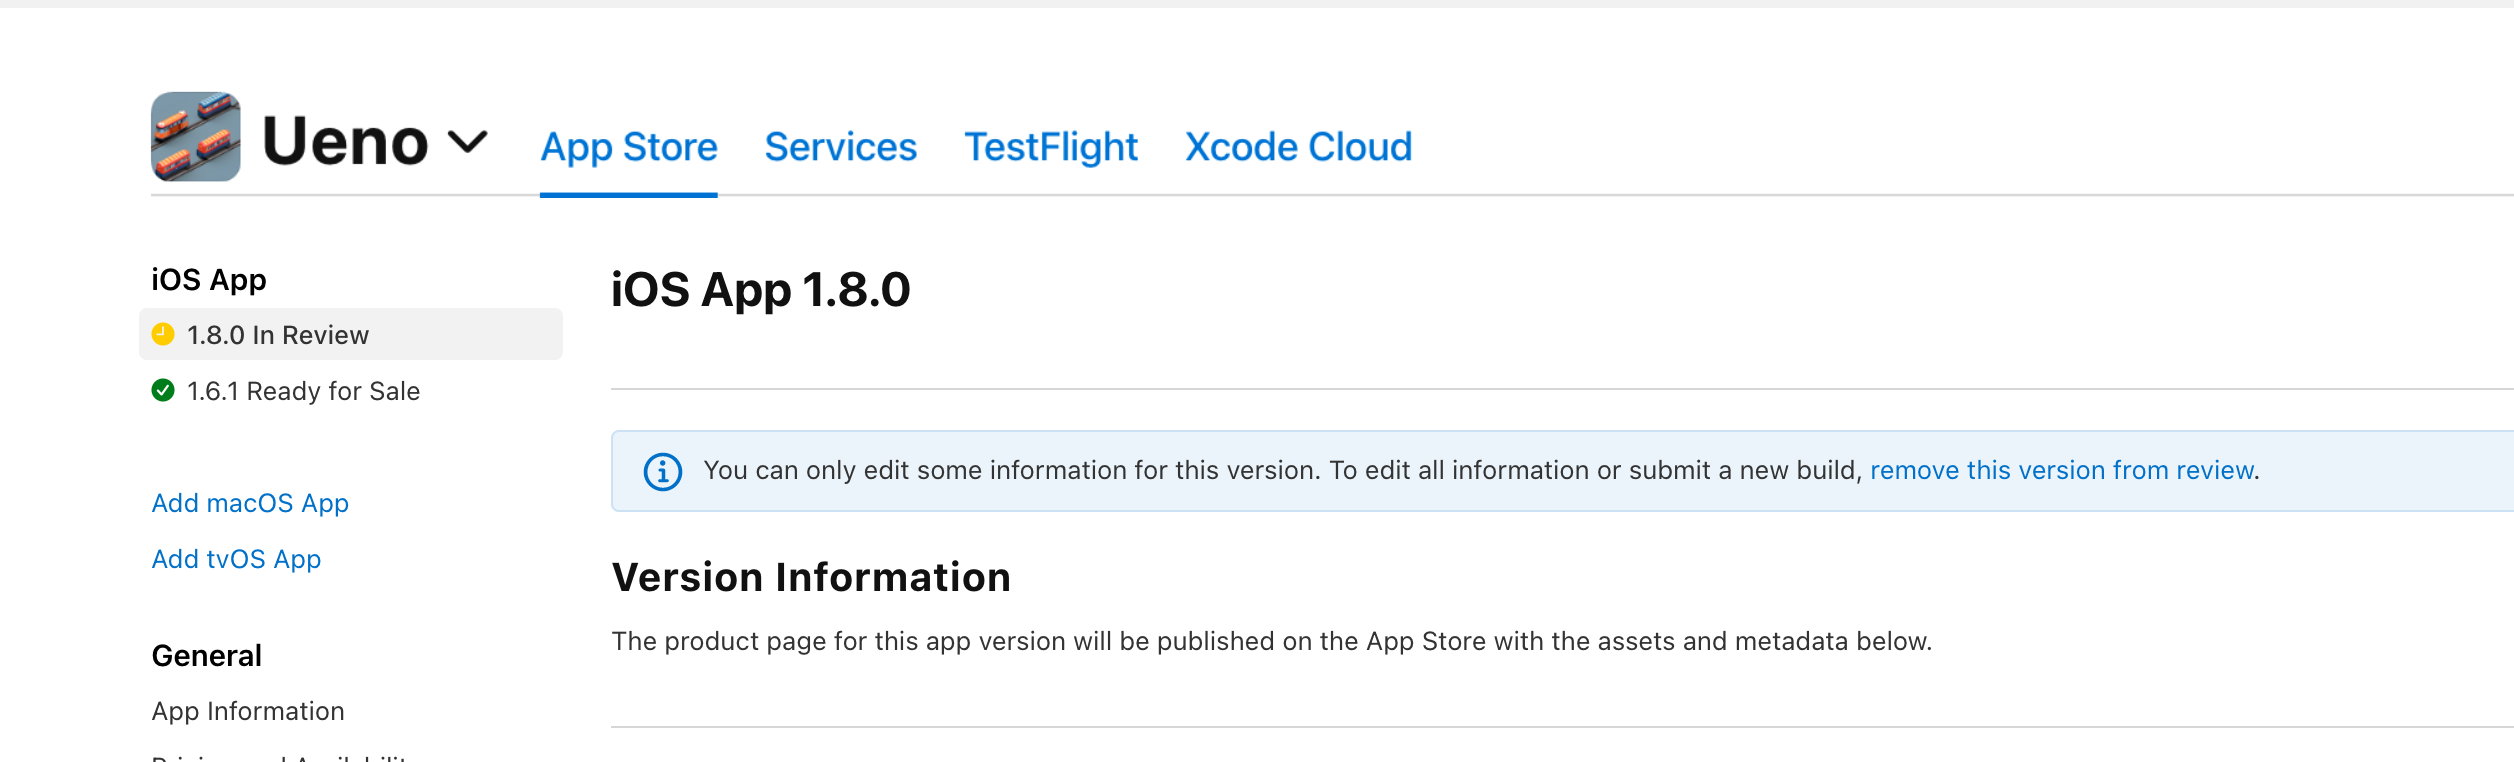 Ueno
App Store
Services
TestFlight
Xcode Cloud
iOS App
1.8.0 In Review
1.6.1 Ready for Sale
Add macOS App
Add tvOS App
General
App Information
iOS App 1.8.0
You can only edit some information for this version. To edit all information or submit a new build, remove this version from review.
Version Information
The product page for this app version will be published on the App Store with the assets and metadata below.